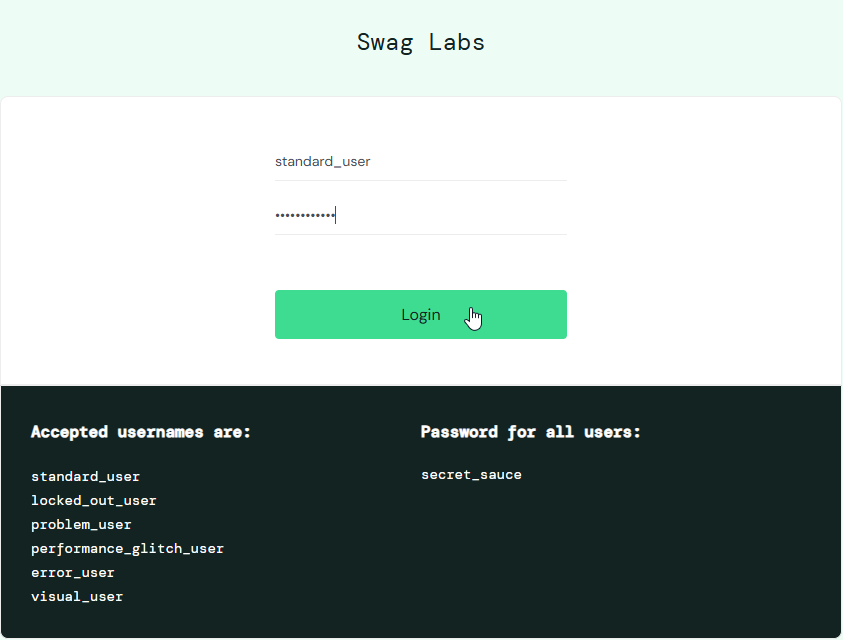 Swag Labs
standard_user
••••••••••••
Login
Accepted usernames are:
standard_user
locked_out_user
problem_user
performance_glitch_user
error_user
visual_user
Password for all users:
secret_sauce